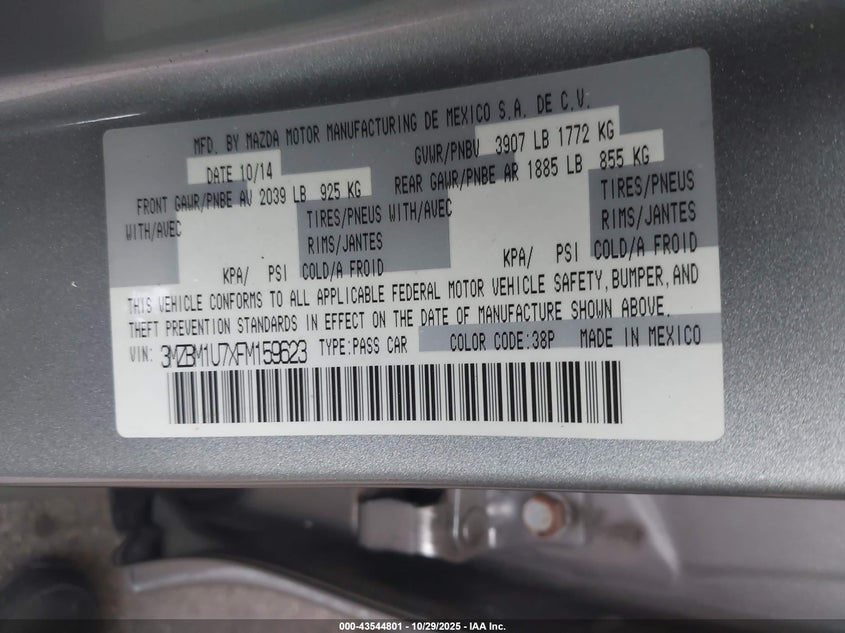 MFD. BY MAZDA MOTOR MANUFACTURING DE MEXICO S.A. DE C.V.
DATE 10/14 GVWR/PNBV 3907 LB 1772 KG
FRONT GAWR/PNBE AV 2039 LB 925 KG REAR GAWR/PNBE AR 1885 LB 855 KG
WITH/AVEC TIRES/PNEUS WITH/AVEC TIRES/PNEUS
RIMS/JANTES RIMS/JANTES
KPA/ PSI COLD/A FROID KPA/ PSI COLD/A FROID
THIS VEHICLE CONFORMS TO ALL APPLICABLE FEDERAL MOTOR VEHICLE SAFETY, BUMPER, AND
THEFT PREVENTION STANDARDS IN EFFECT ON THE DATE OF MANUFACTURE SHOWN ABOVE.
VIN: 3MZBM1U7XFM159623 TYPE:PASS CAR COLOR CODE:38P MADE IN MEXICO
000-43544801 - 10/29/2025 - IAA Inc.